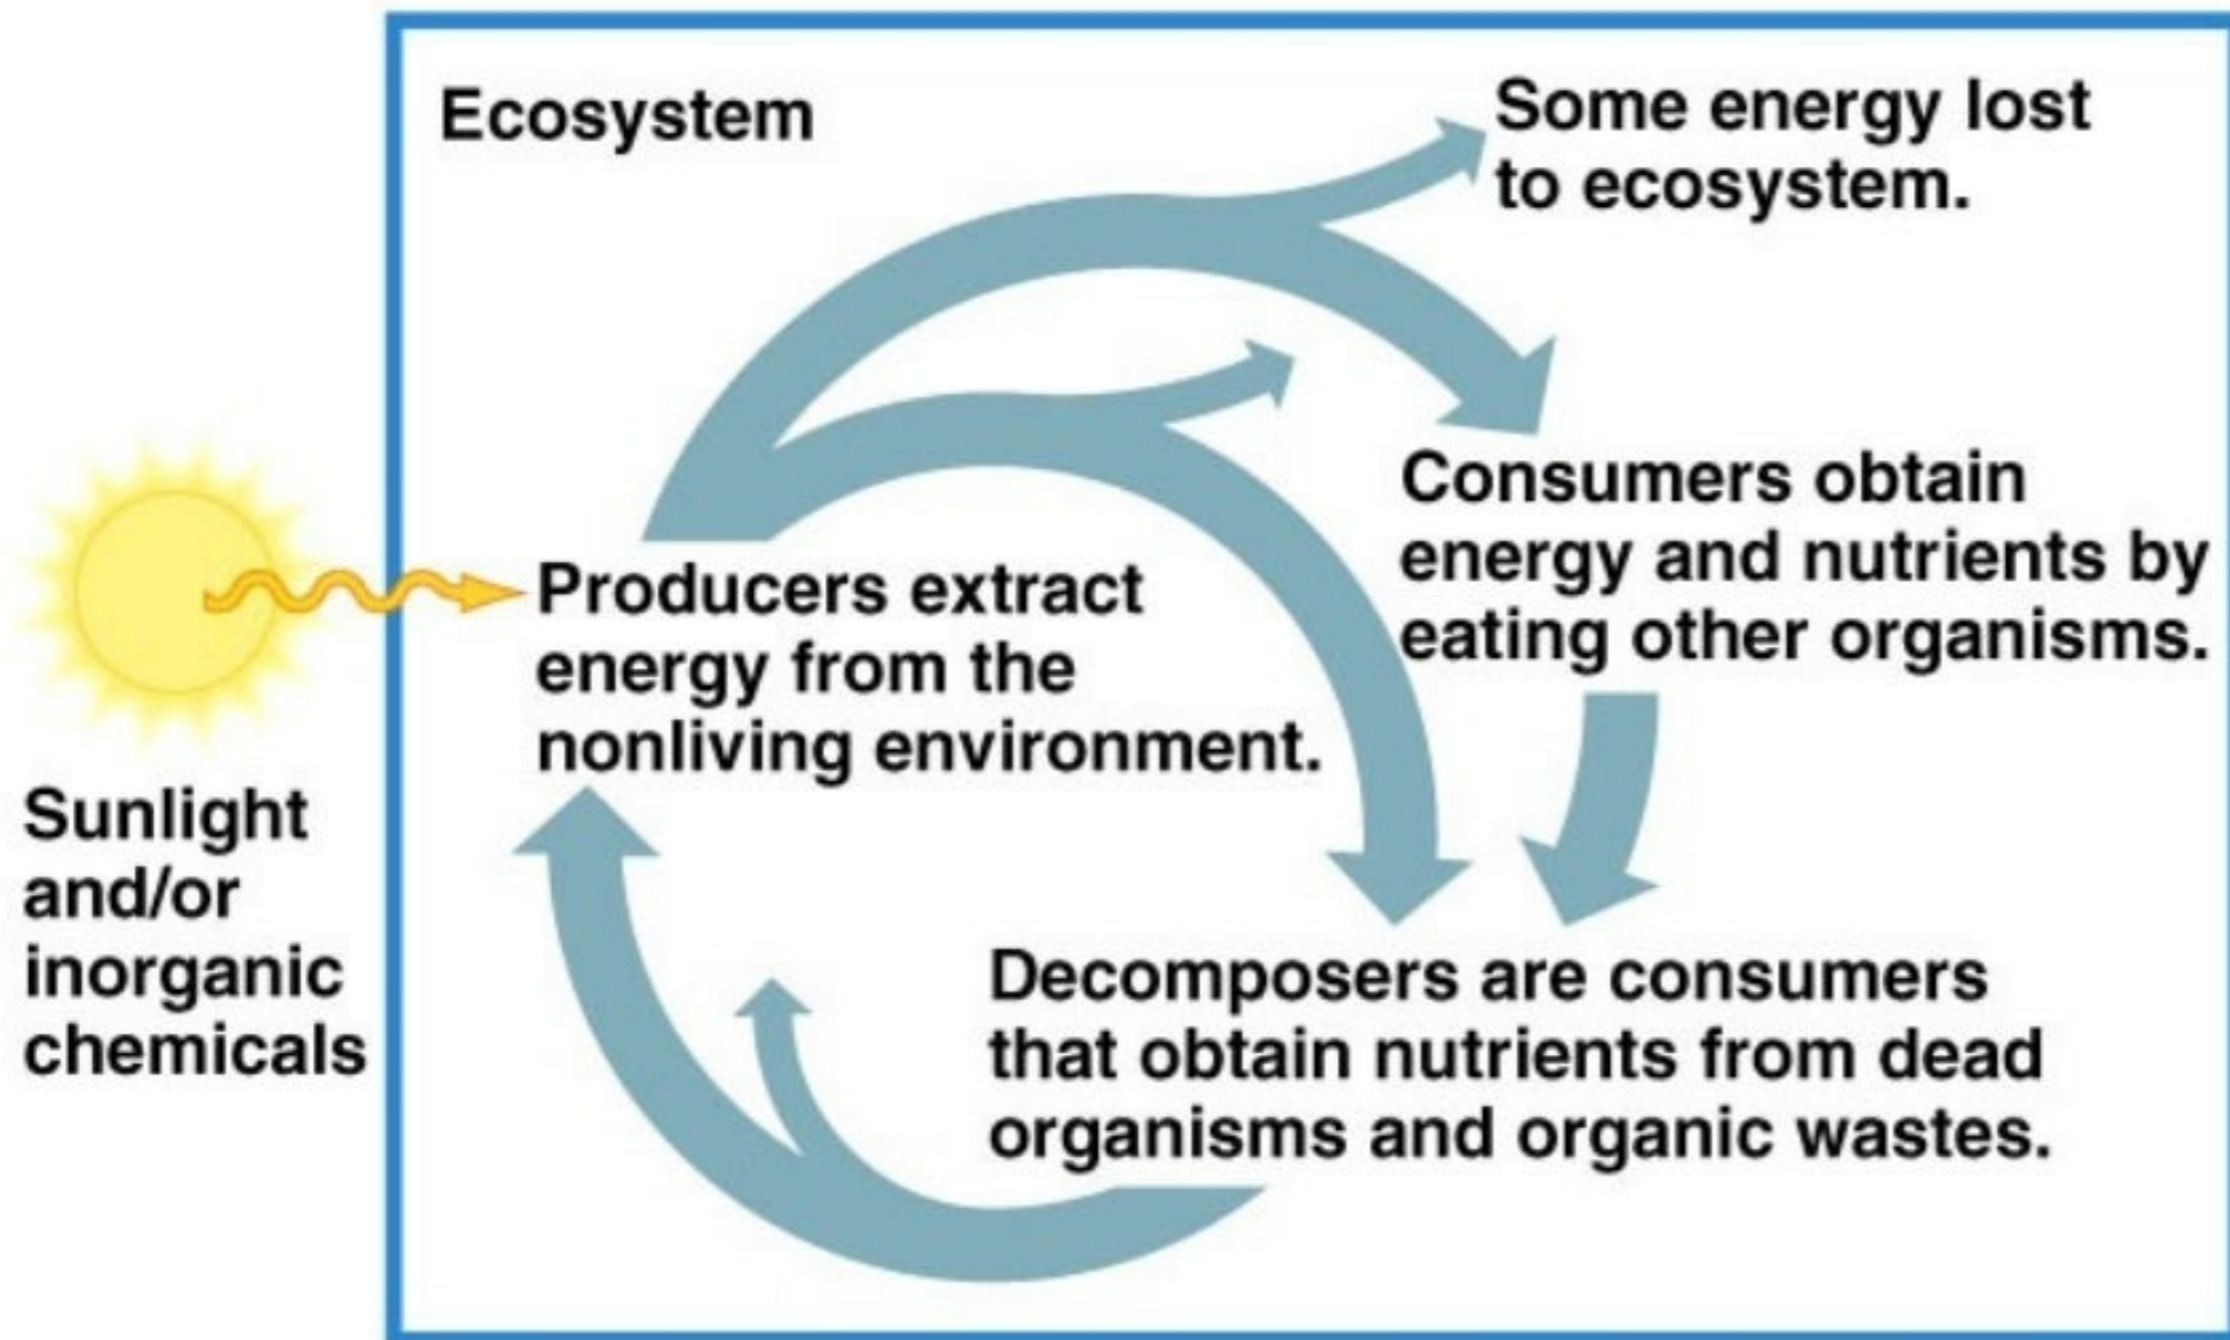 Ecosystem
Some energy lost
to ecosystem.
Consumers obtain
energy and nutrients by
eating other organisms.
Producers extract
energy from the
nonliving environment.
Sunlight
and/or
inorganic
chemicals
Decomposers are consumers
that obtain nutrients from dead
organisms and organic wastes.